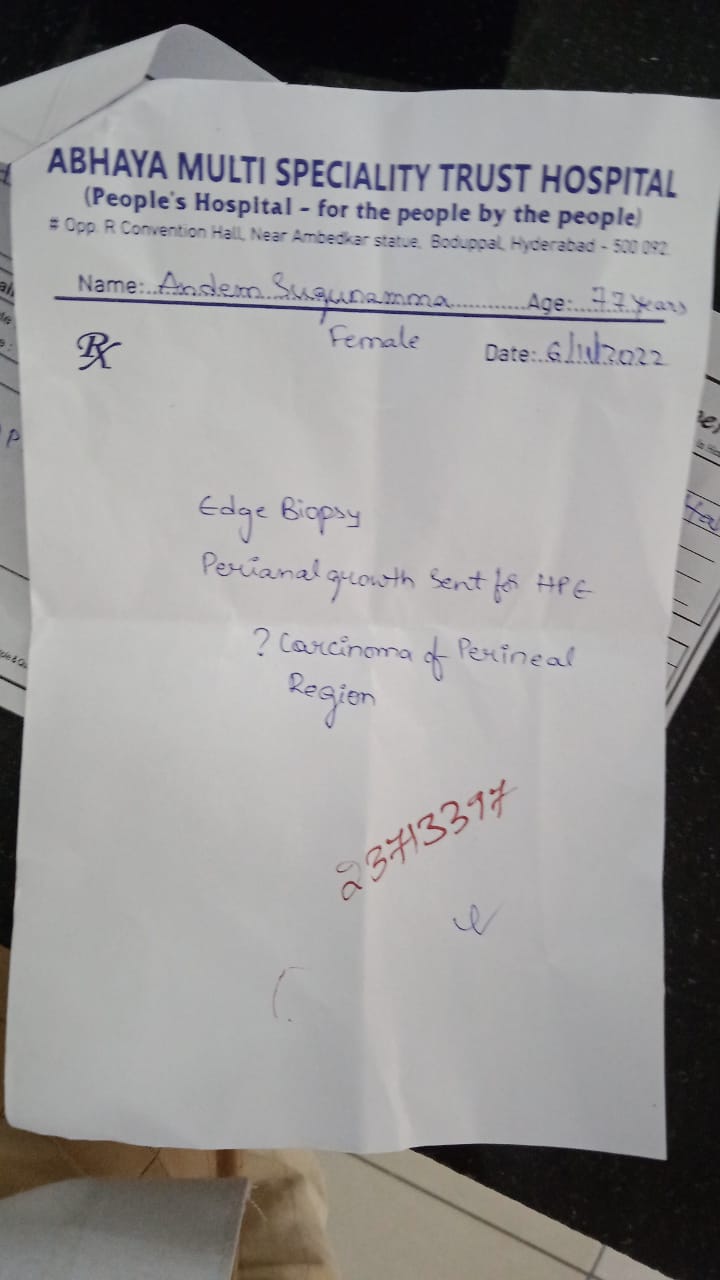 ABHAYA MULTI SPECIALITY TRUST HOSPITAL
(People's Hospital - for the people by the people)
# Opp. R Convention Hall, Near Ambedkar statue, Boduppal, Hyderabad - 500 092.
Name:..Andem Sugunamma............Age:....77 years
Female
Rx
Date:..6/11/2022
Edge Biopsy
Perianal growth Sent for HPE
? Carcinoma of Perineal
Region
23713397